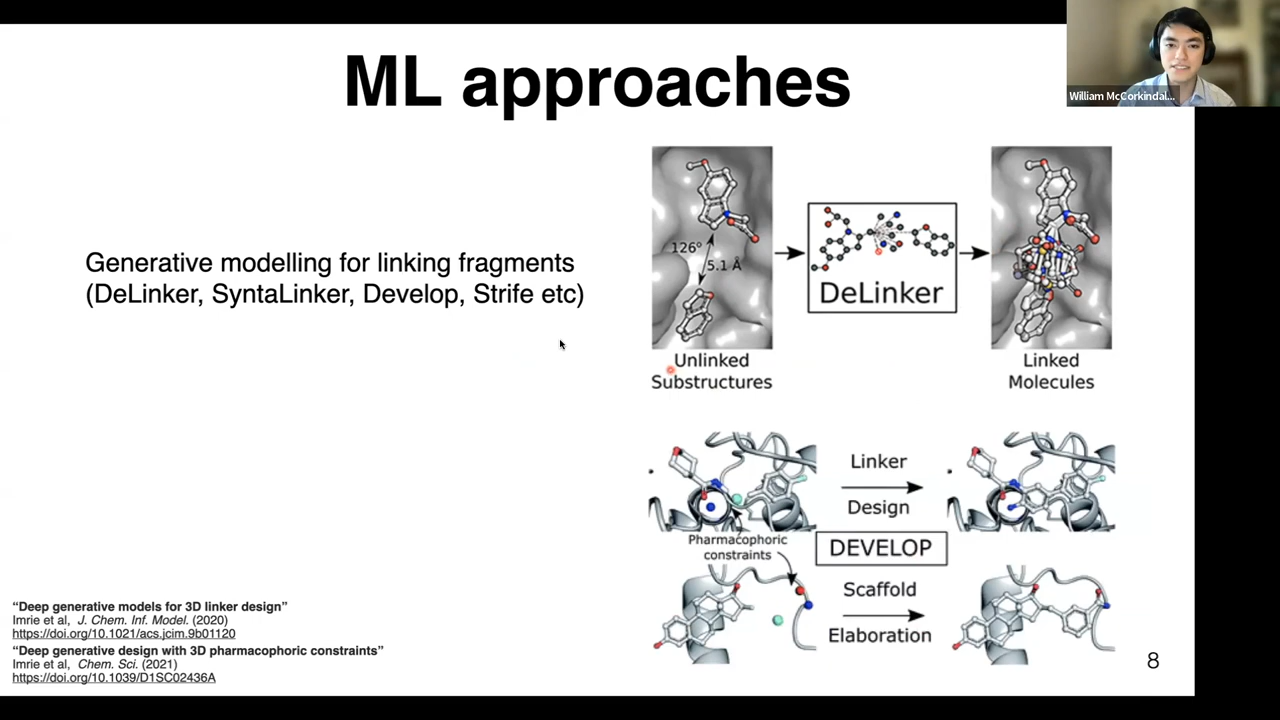 ML approaches
William McCorkindal...
Generative modelling for linking fragments
(DeLinker, SyntaLinker, Develop, Strife etc)
126°
5.1 Å
DeLinker
Unlinked
Substructures
Linked
Molecules
Linker
Design
Pharmacophoric
constraints
DEVELOP
Scaffold
Elaboration
“Deep generative models for 3D linker design”
Imrie et al, J. Chem. Inf. Model. (2020)
https://doi.org/10.1021/acs.jcim.9b01120
“Deep generative design with 3D pharmacophoric constraints”
Imrie et al, Chem. Sci. (2021)
https://doi.org/10.1039/D1SC02436A
8